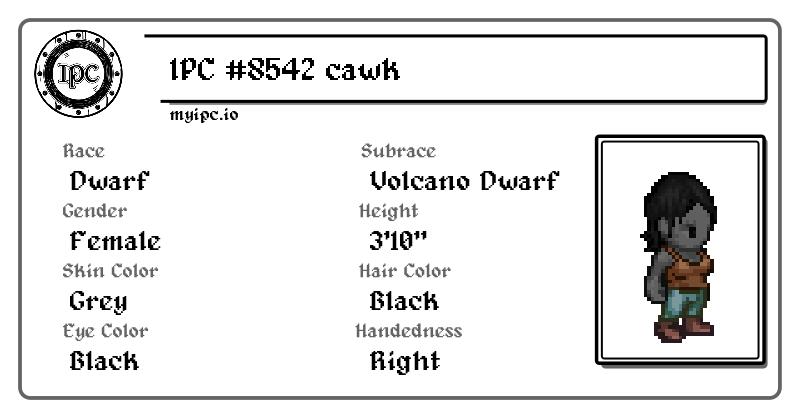 IPC
IPC #8542 cawk
myipc.io
Race
Dwarf
Subrace
Volcano Dwarf
Gender
Female
Height
3'10"
Skin Color
Grey
Hair Color
Black
Eye Color
Black
Handedness
Right